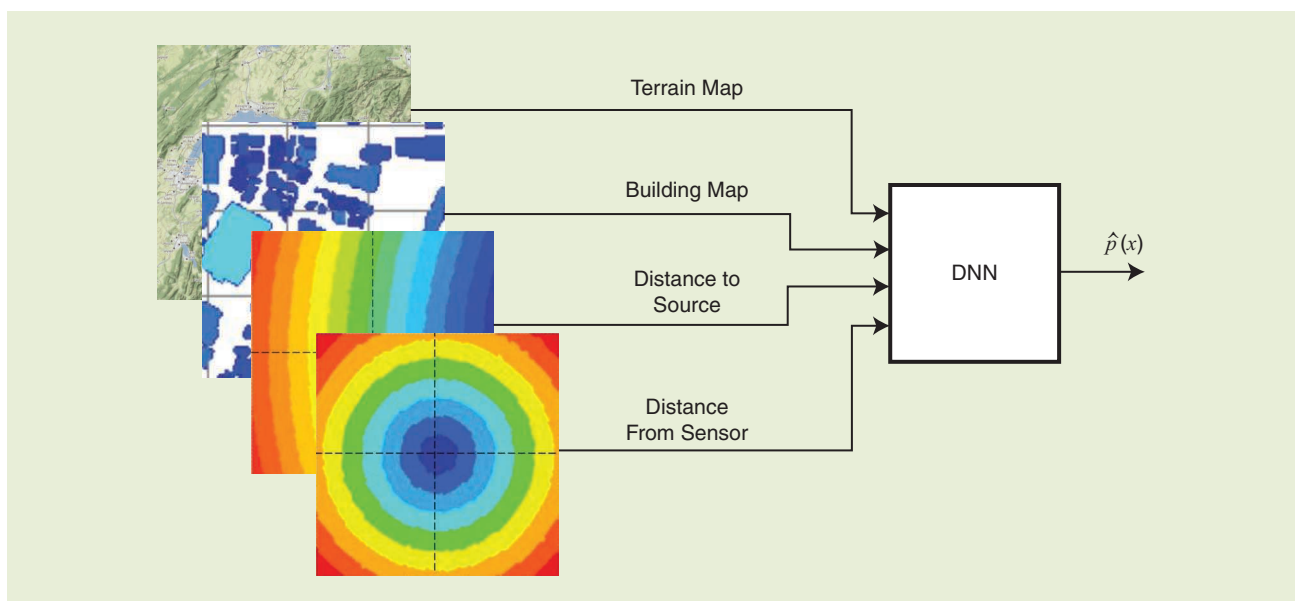 Terrain Map
Building Map
Distance to
Source
Distance
From Sensor
DNN
p̂(x)